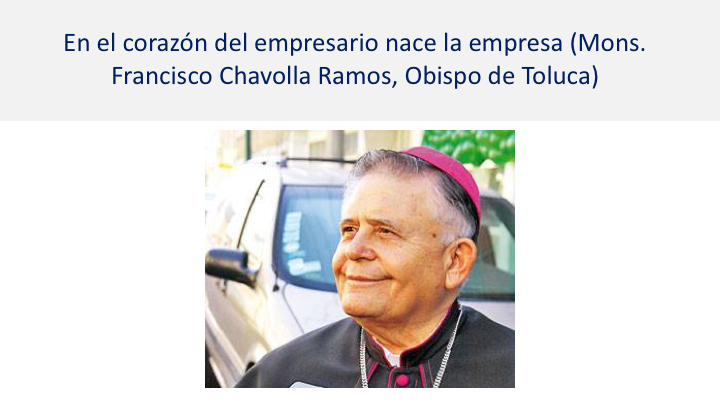 En el corazón del empresario nace la empresa (Mons.
Francisco Chavolla Ramos, Obispo de Toluca)